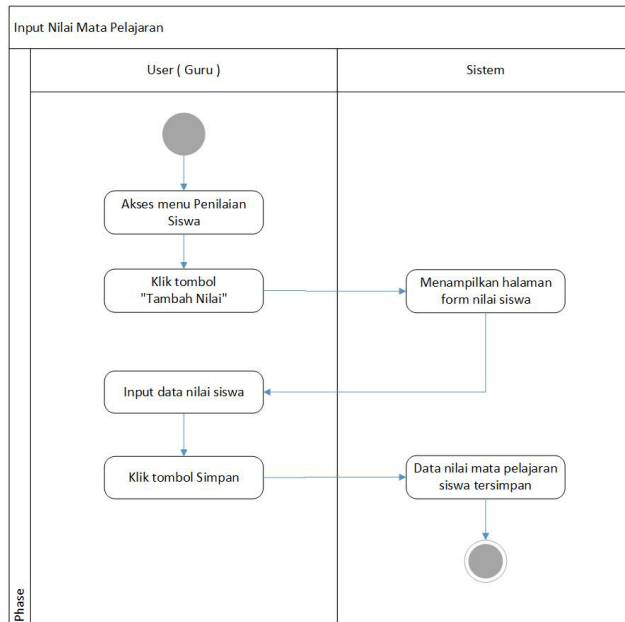 Input Nilai Mata Pelajaran
User ( Guru )
Sistem
Akses menu Penilaian
Siswa
Klik tombol
"Tambah Nilai"
Menampilkan halaman
form nilai siswa
Input data nilai siswa
Klik tombol Simpan
Data nilai mata pelajaran
siswa tersimpan
Phase